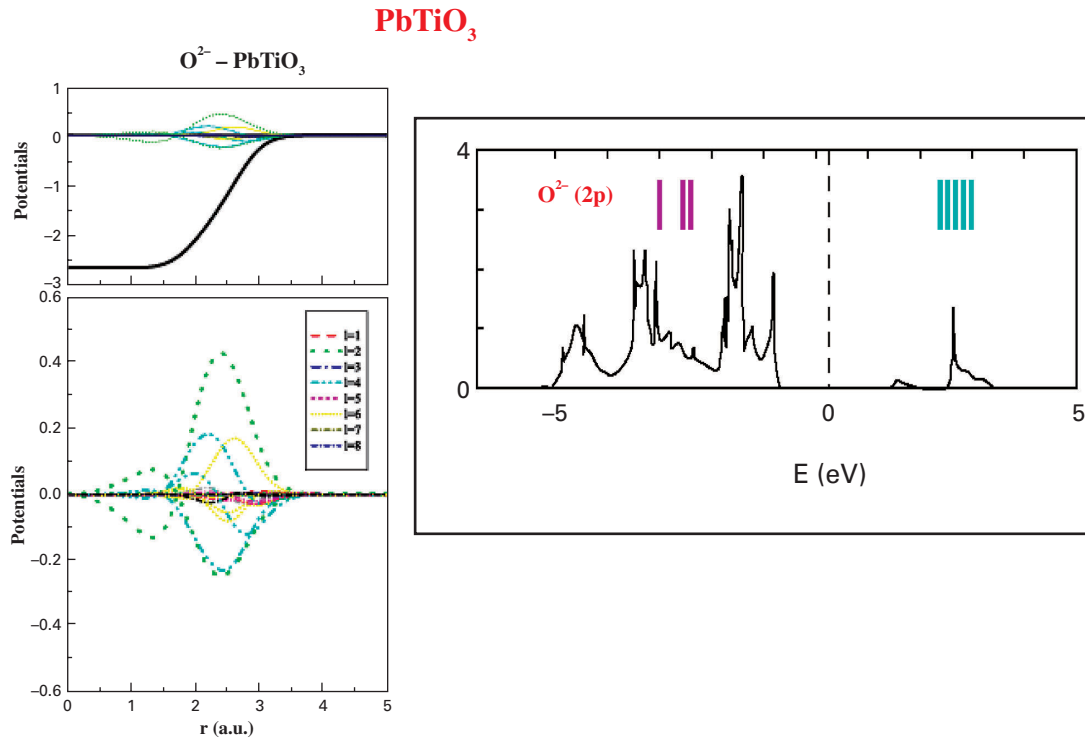 PbTiO₃
O²⁻ – PbTiO₃
1
0
−1
−2
−3
Potentials
0.6
0.4
0.2
0.0
−0.2
−0.4
−0.6
Potentials
l=1
l=2
l=3
l=4
l=5
l=6
l=7
l=8
0 1 2 3 4 5
r (a.u.)
4
0
O²⁻ (2p)
−5 0 5
E (eV)